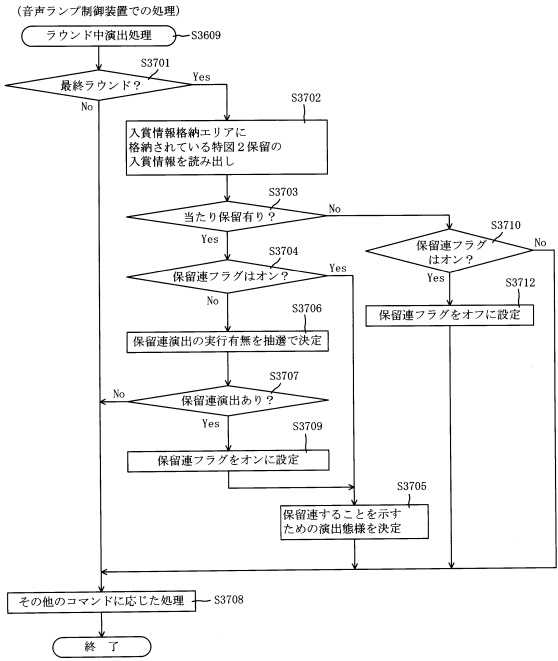 (音声ランプ制御装置での処理)
ラウンド中演出処理
S3609
S3701
最終ラウンド?
Yes
No
S3702
入賞情報格納エリアに
格納されている特図2保留の
入賞情報を読み出し
S3703
当たり保留有り?
No
Yes
S3710
保留連フラグ
はオン?
No
Yes
S3704
保留連フラグはオン?
Yes
No
S3712
保留連フラグをオフに設定
S3706
保留連演出の実行有無を抽選で決定
S3707
保留連演出あり?
No
Yes
S3709
保留連フラグをオンに設定
S3705
保留連することを示す
ための演出態様を決定
その他のコマンドに応じた処理
S3708
終 了